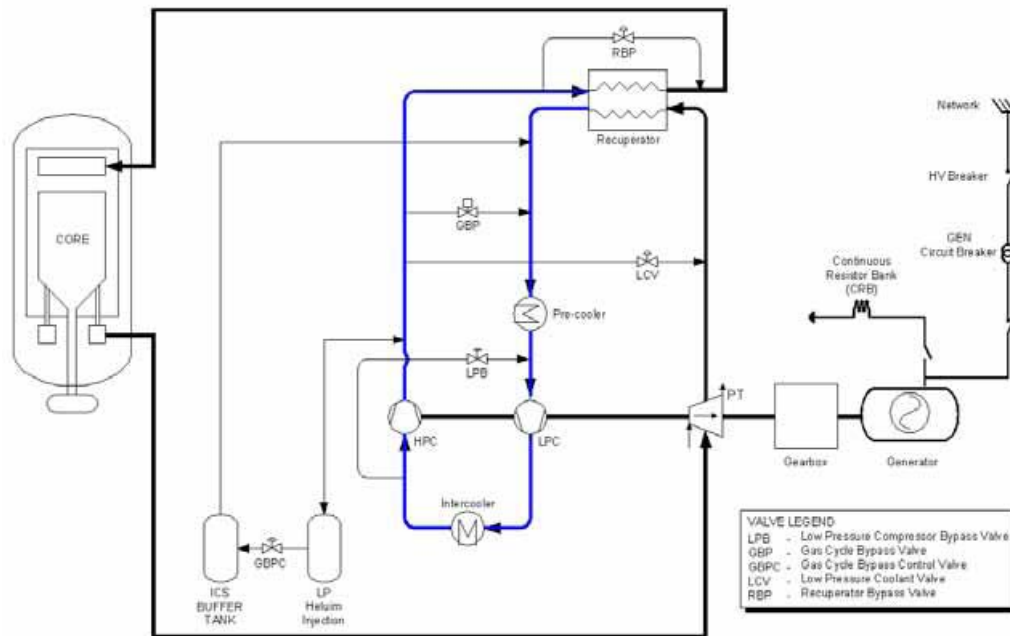 RBP
Recuperator
Network
HV Breaker
GEN
Circuit Breaker
CORE
GBP
LCV
Continuous
Resistor Bank
(CRB)
Pre-cooler
LPB
PT
HPC
LPC
Gearbox
Generator
Intercooler
GBPC
ICS
BUFFER
TANK
LP
Heluim
Injection
VALVE LEGEND
LPB - Low Pressure Compressor Bypass Valve
GBP - Gas Cycle Bypass Valve
GBPC - Gas Cycle Bypass Control Valve
LCV - Low Pressure Coolant Valve
RBP - Recuperator Bypass Valve